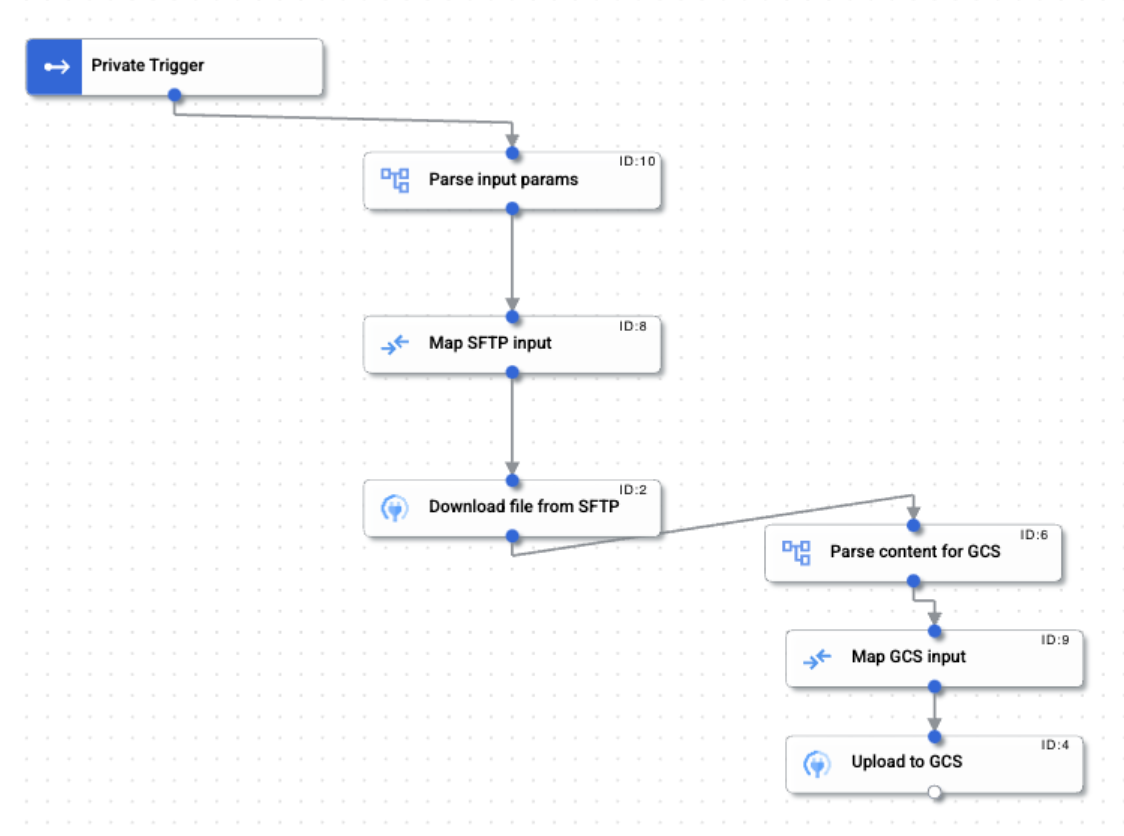 Private Trigger
ID:10
Parse input params
ID:8
Map SFTP input
ID:2
Download file from SFTP
ID:6
Parse content for GCS
ID:9
Map GCS input
ID:4
Upload to GCS